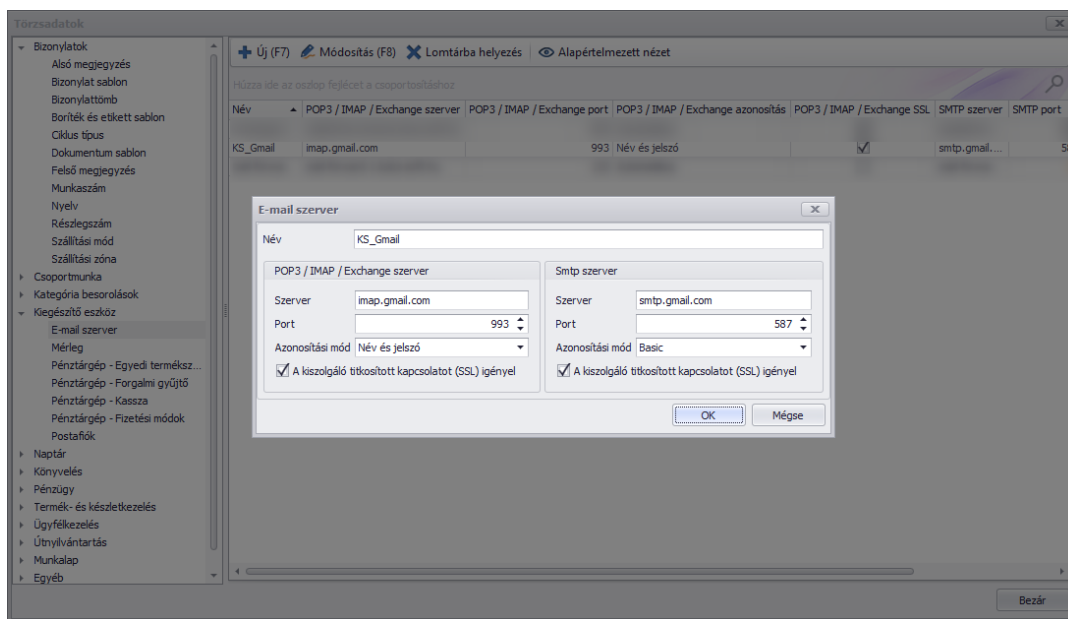 Törzsadatok
Bizonylatok
Alsó megjegyzés
Bizonylat sablon
Bizonylattömb
Boríték és etikett sablon
Ciklus típus
Dokumentum sablon
Felső megjegyzés
Munkaszám
Nyelv
Részlegszám
Szállítási mód
Szállítási zóna
Csoportmunka
Kategória besorolások
Kiegészítő eszköz
E-mail szerver
Mérleg
Pénztárgép - Egyedi terméksz...
Pénztárgép - Forgalmi gyűjtő
Pénztárgép - Kassza
Pénztárgép - Fizetési módok
Postafiók
Naptár
Könyvelés
Pénzügy
Termék- és készletkezelés
Ügyfélkezelés
Útnyilvántartás
Munkalap
Egyéb
Új (F7) Módosítás (F8) Lomtárba helyezés Alapértelmezett nézet
Húzza ide az oszlop fejlécet a csoportosításhoz
Név POP3 / IMAP / Exchange szerver POP3 / IMAP / Exchange port POP3 / IMAP / Exchange azonosítás POP3 / IMAP / Exchange SSL SMTP szerver SMTP port
KS_Gmail imap.gmail.com 993 Név és jelszó smtp.gmail....
E-mail szerver
Név KS_Gmail
POP3 / IMAP / Exchange szerver
Szerver imap.gmail.com
Port 993
Azonosítási mód Név és jelszó
A kiszolgáló titkosított kapcsolatot (SSL) igényel
Smtp szerver
Szerver smtp.gmail.com
Port 587
Azonosítási mód Basic
A kiszolgáló titkosított kapcsolatot (SSL) igényel
OK Mégse
Bezár